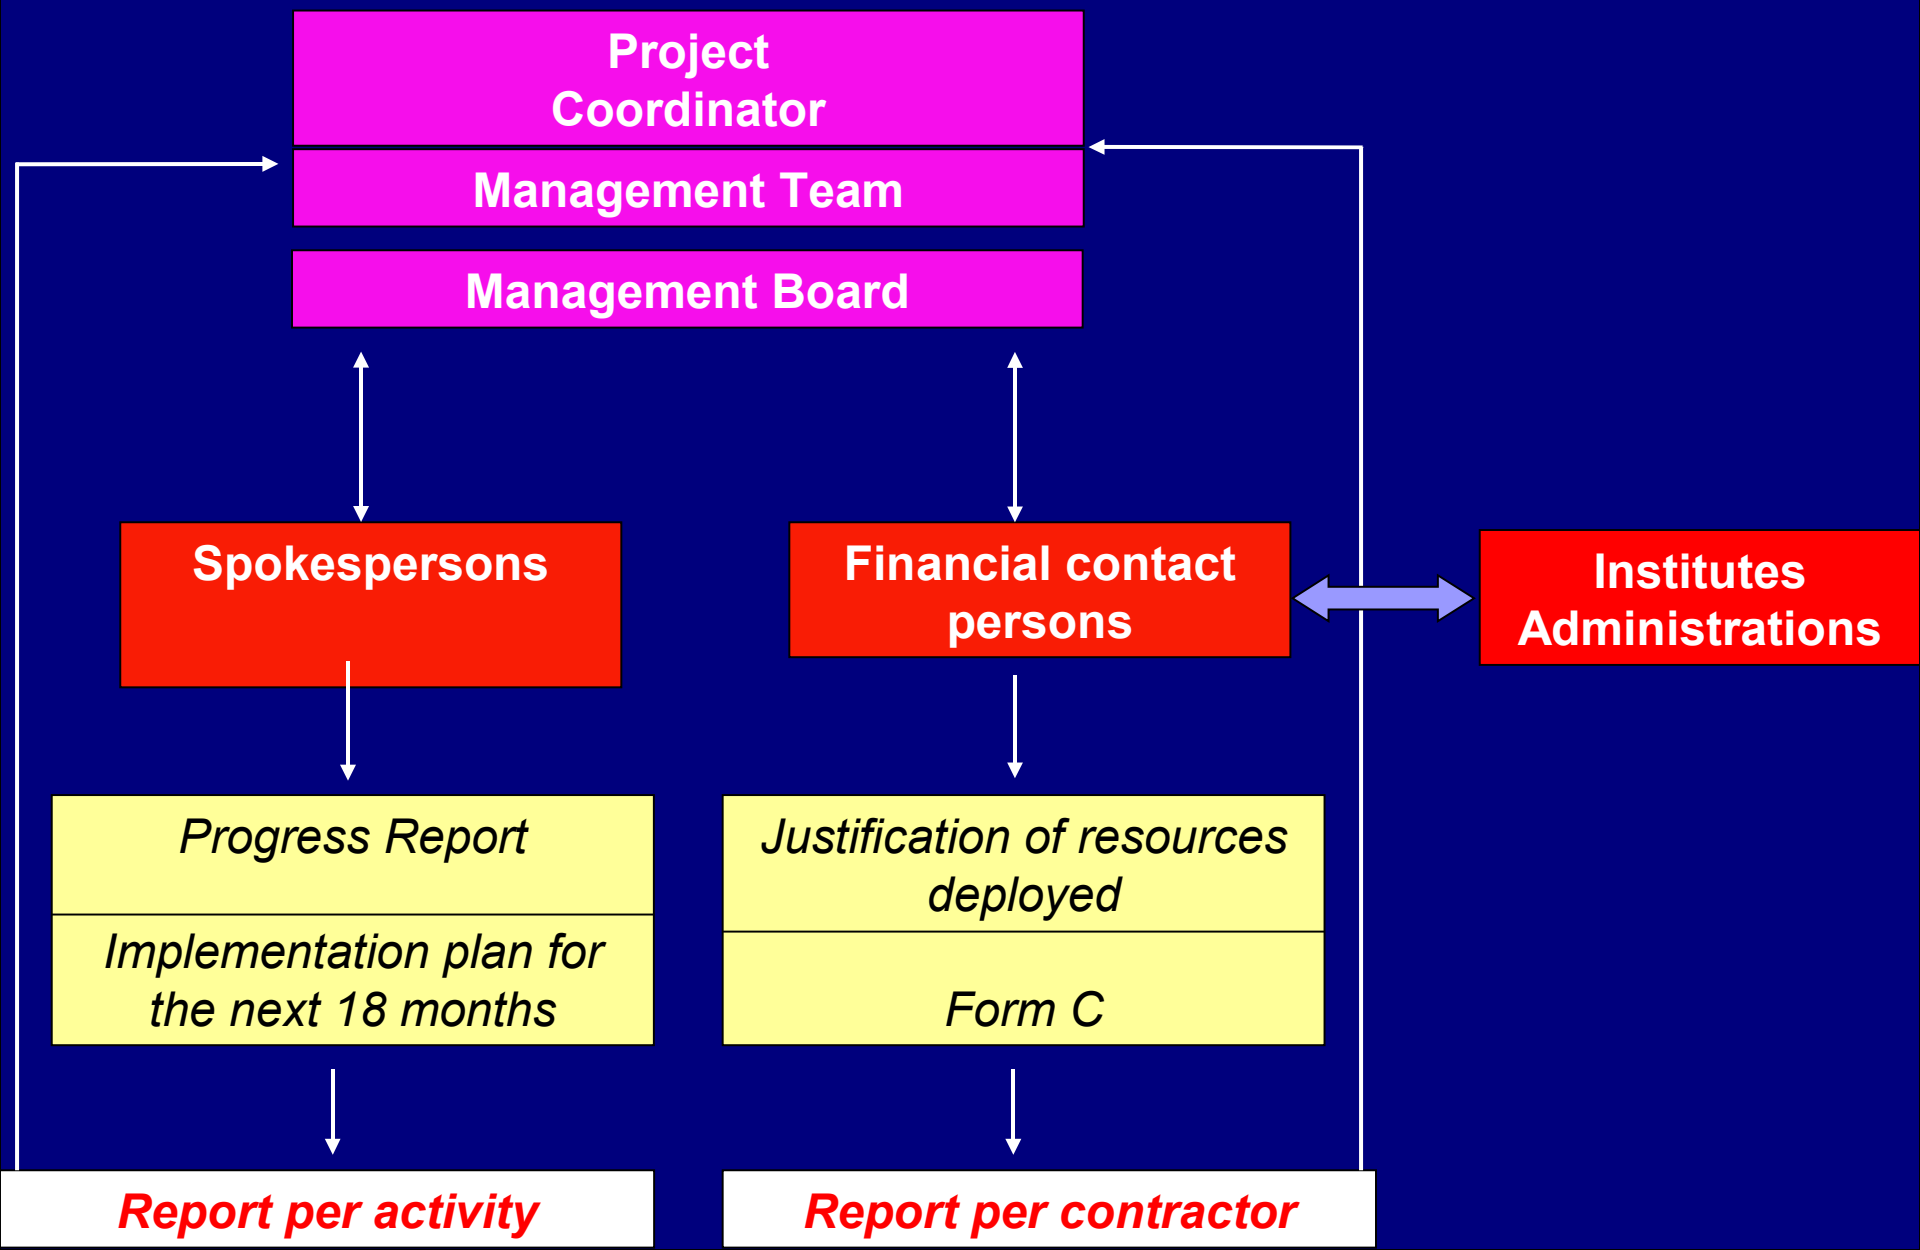 Project
Coordinator
Management Team
Management Board
Spokespersons
Financial contact
persons
Institutes
Administrations
Progress Report
Implementation plan for
the next 18 months
Justification of resources
deployed
Form C
Report per activity
Report per contractor